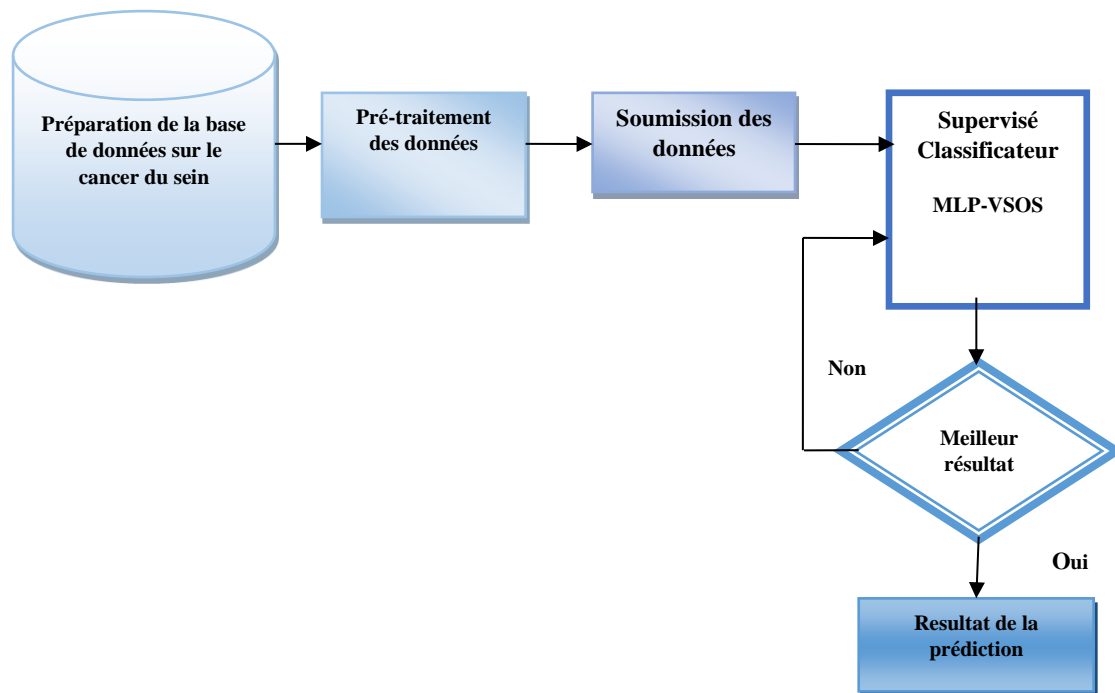 Préparation de la base
de données sur le
cancer du sein
Pré-traitement
des données
Soumission des
données
Supervisé
Classificateur
MLP-VSOS
Non
Meilleur
résultat
Oui
Resultat de la
prédiction